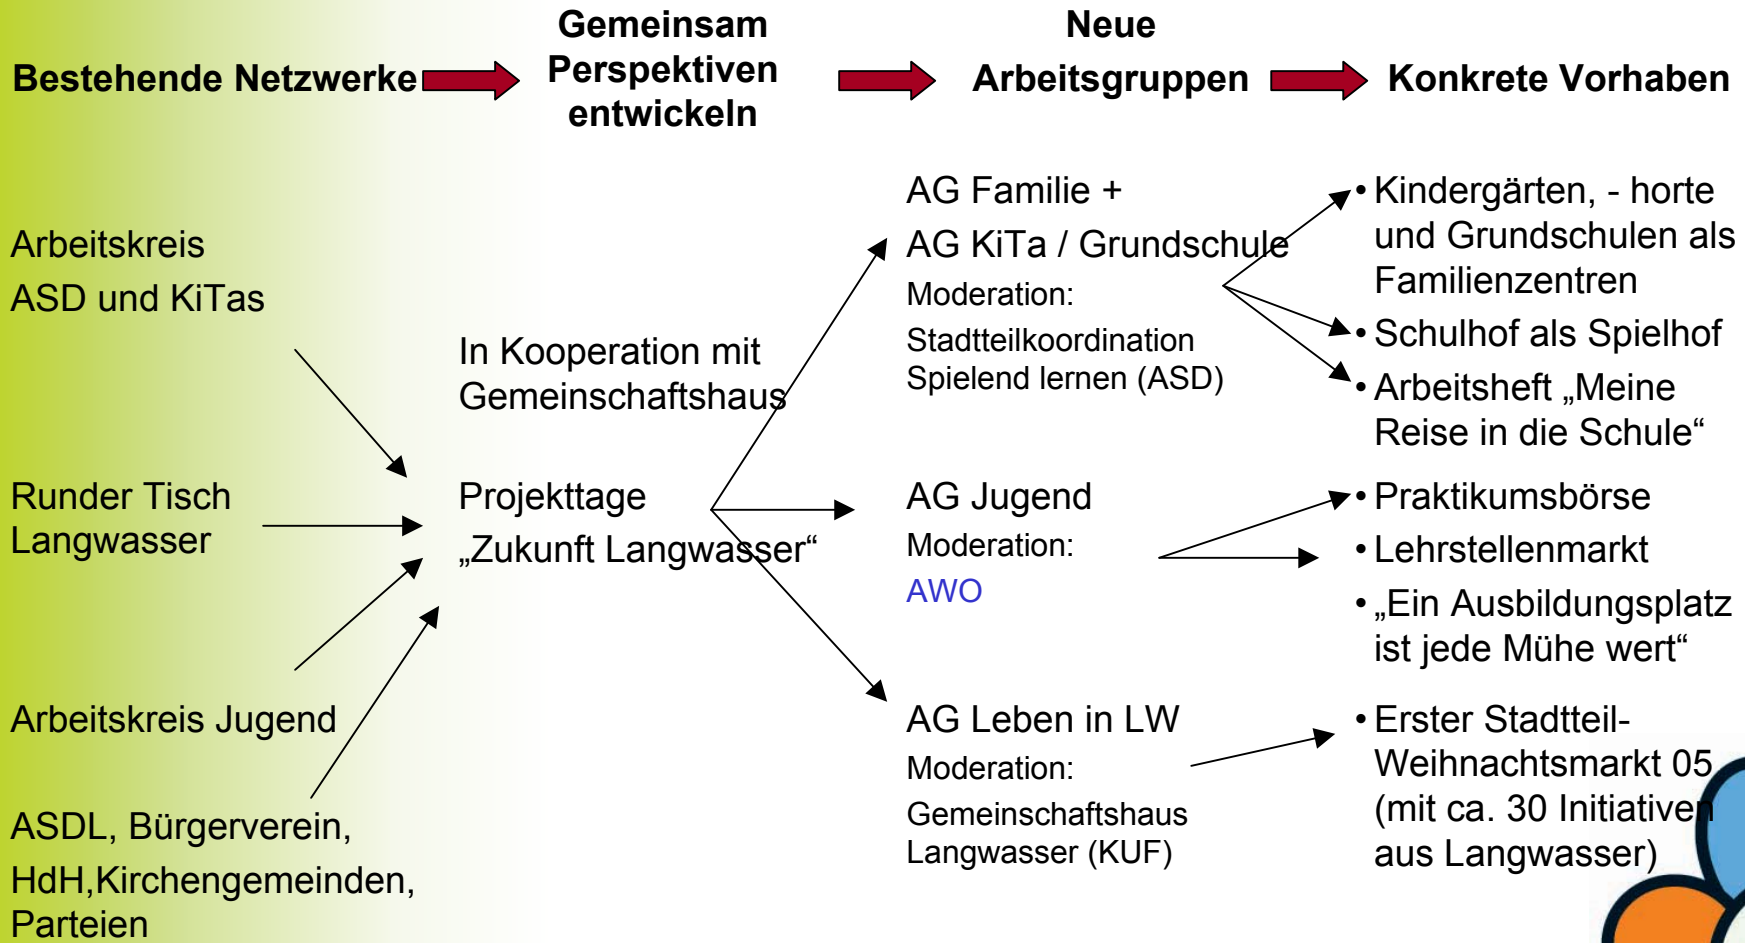 Bestehende Netzwerke
Gemeinsam
Perspektiven
entwickeln
Neue
Arbeitsgruppen
Konkrete Vorhaben
Arbeitskreis
ASD und KiTas
Runder Tisch
Langwasser
Arbeitskreis Jugend
ASDL, Bürgerverein,
HdH,Kirchengemeinden,
Parteien
In Kooperation mit
Gemeinschaftshaus
Projekttage
„Zukunft Langwasser“
AG Familie +
AG KiTa / Grundschule
Moderation:
Stadtteilkoordination
Spielend lernen (ASD)
AG Jugend
Moderation:
AWO
AG Leben in LW
Moderation:
Gemeinschaftshaus
Langwasser (KUF)
• Kindergärten, - horte
und Grundschulen als
Familienzentren
• Schulhof als Spielhof
• Arbeitsheft „Meine
Reise in die Schule“
• Praktikumsbörse
• Lehrstellenmarkt
• „Ein Ausbildungsplatz
ist jede Mühe wert“
• Erster Stadtteil-
Weihnachtsmarkt 05
(mit ca. 30 Initiativen
aus Langwasser)